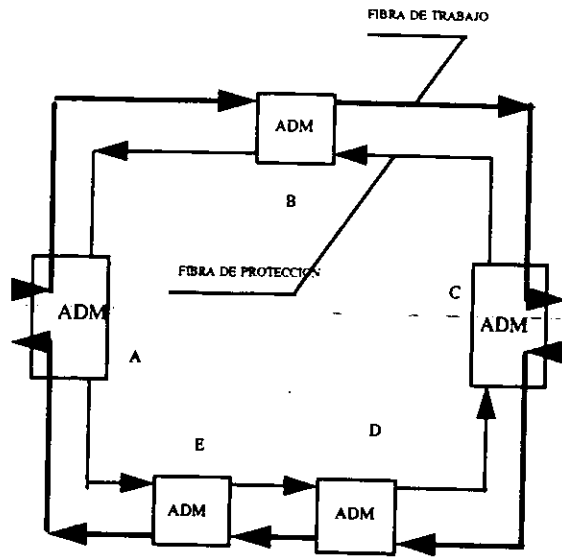 FIBRA DE TRABAJO
ADM
B
FIBRA DE PROTECCION
C
ADM
ADM
A
E
D
ADM
ADM